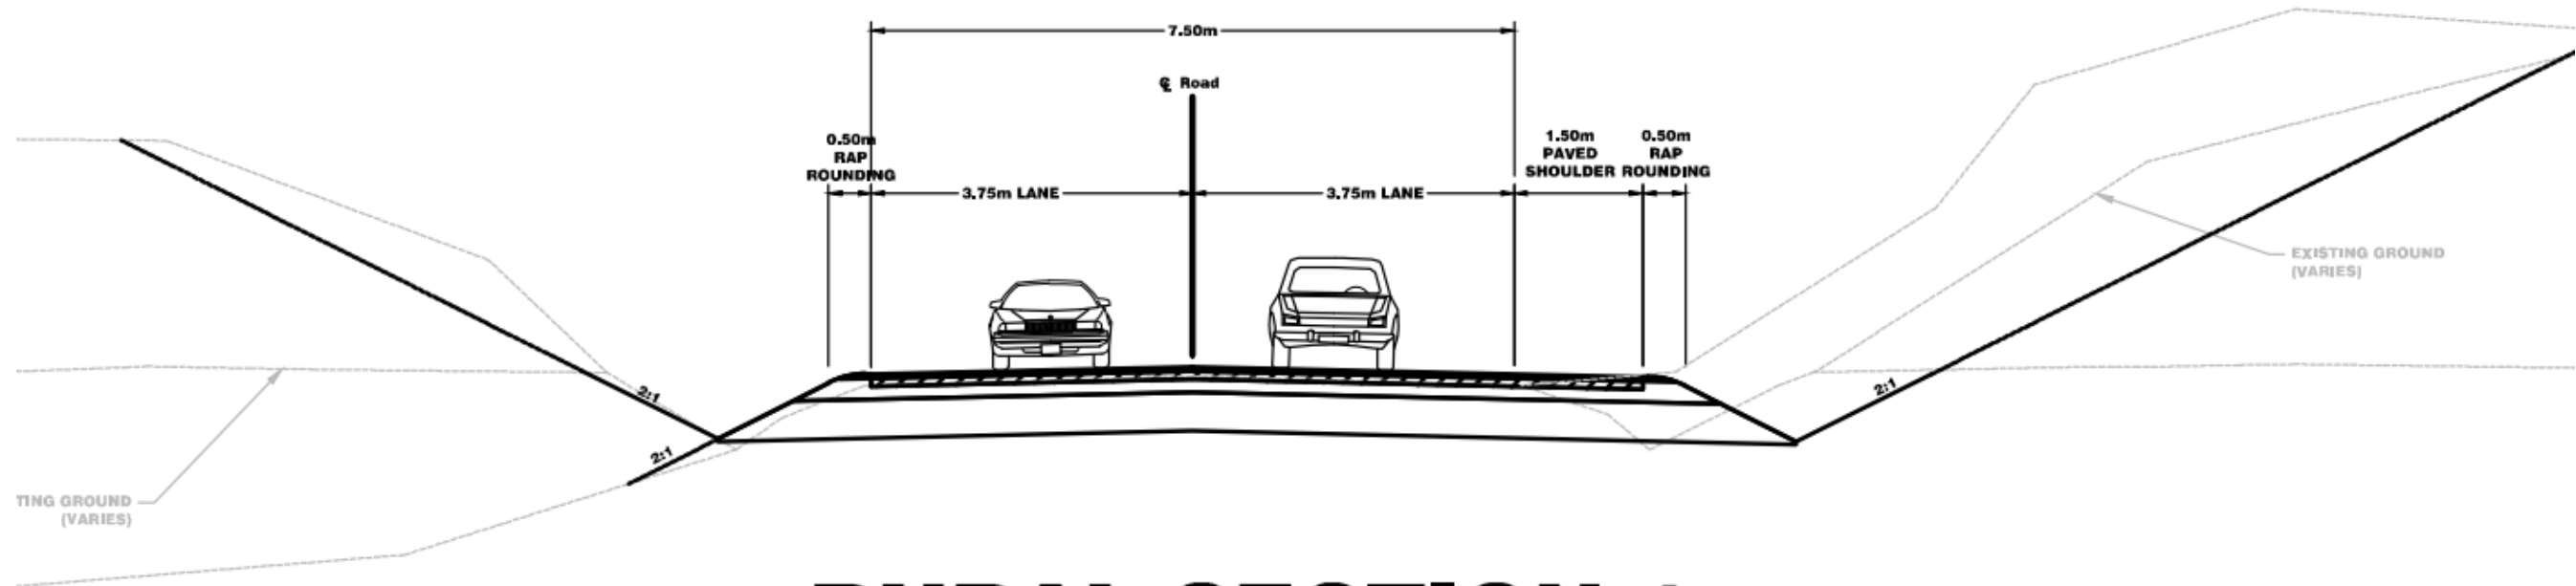 7.50m
℄ Road
0.50m
RAP
ROUNDING
1.50m
PAVED
SHOULDER
0.50m
RAP
ROUNDING
3.75m LANE
3.75m LANE
EXISTING GROUND
(VARIES)
2:1
2:1
2:1
TING GROUND
(VARIES)